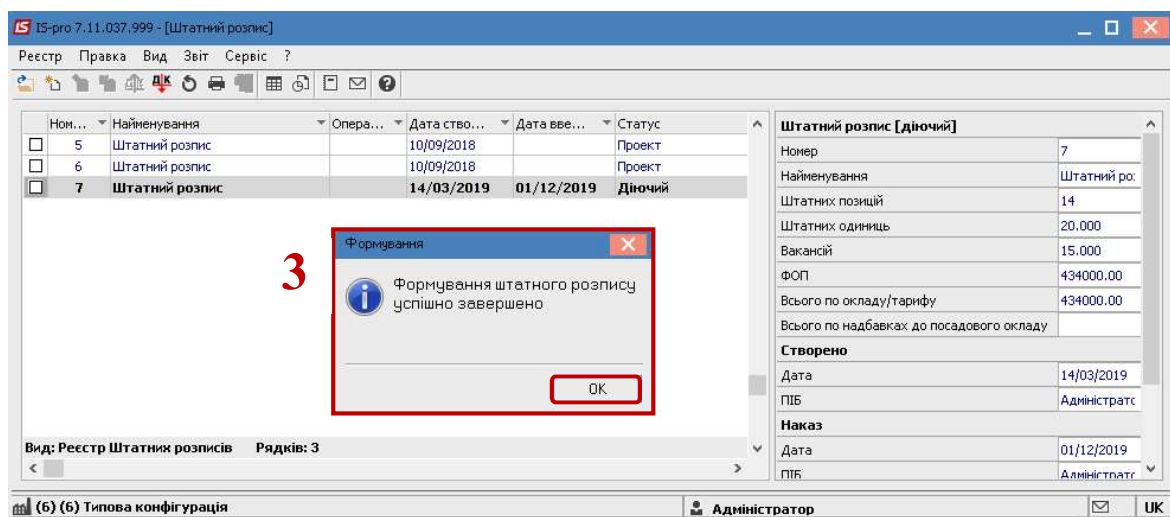 IS-pro 7.11.037.999 - [Штатний розпис]
Реєстр Правка Вид Звіт Сервіс ?
Ном... Найменування Опера... Дата ство... Дата вве... Статус
5 Штатний розпис 10/09/2018 Проект
6 Штатний розпис 10/09/2018 Проект
7 Штатний розпис 14/03/2019 01/12/2019 Діючий
3
Формування
Формування штатного розпису
успішно завершено
OK
Вид: Реєстр Штатних розписів Рядків: 3
Штатний розпис [діючий]
Номер 7
Найменування Штатний ро
Штатних позицій 14
Штатних одиниць 20.000
Вакансій 15.000
ФОП 434000.00
Всього по окладу/тарифу 434000.00
Всього по надбавках до посадового окладу
Створено
Дата 14/03/2019
ПІБ Адміністратс
Наказ
Дата 01/12/2019
ПІБ Адміністратс
(6) (6) Типова конфігурація Адміністратор UK